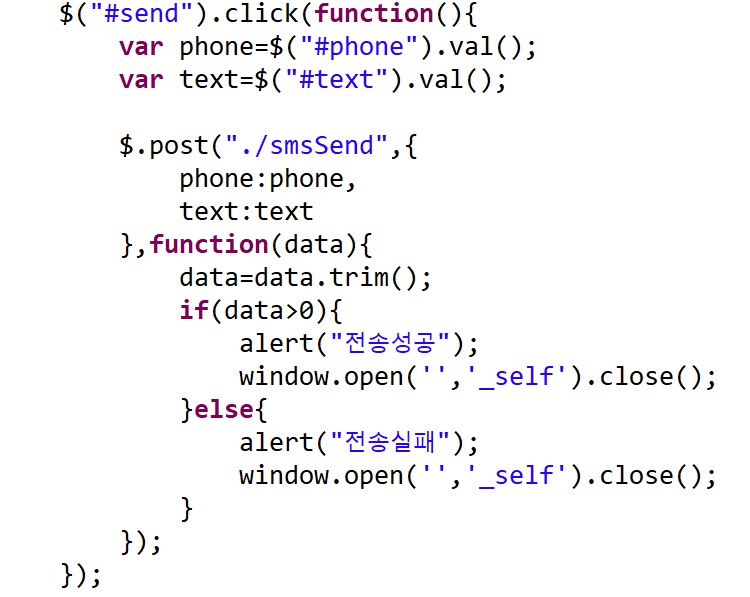 $("#send").click(function(){
    var phone=$("#phone").val();
    var text=$("#text").val();

    $.post("./smsSend",{
        phone:phone,
        text:text
    },function(data){
        data=data.trim();
        if(data>0){
            alert("전송성공");
            window.open('','_self').close();
        }else{
            alert("전송실패");
            window.open('','_self').close();
        }
    });
});